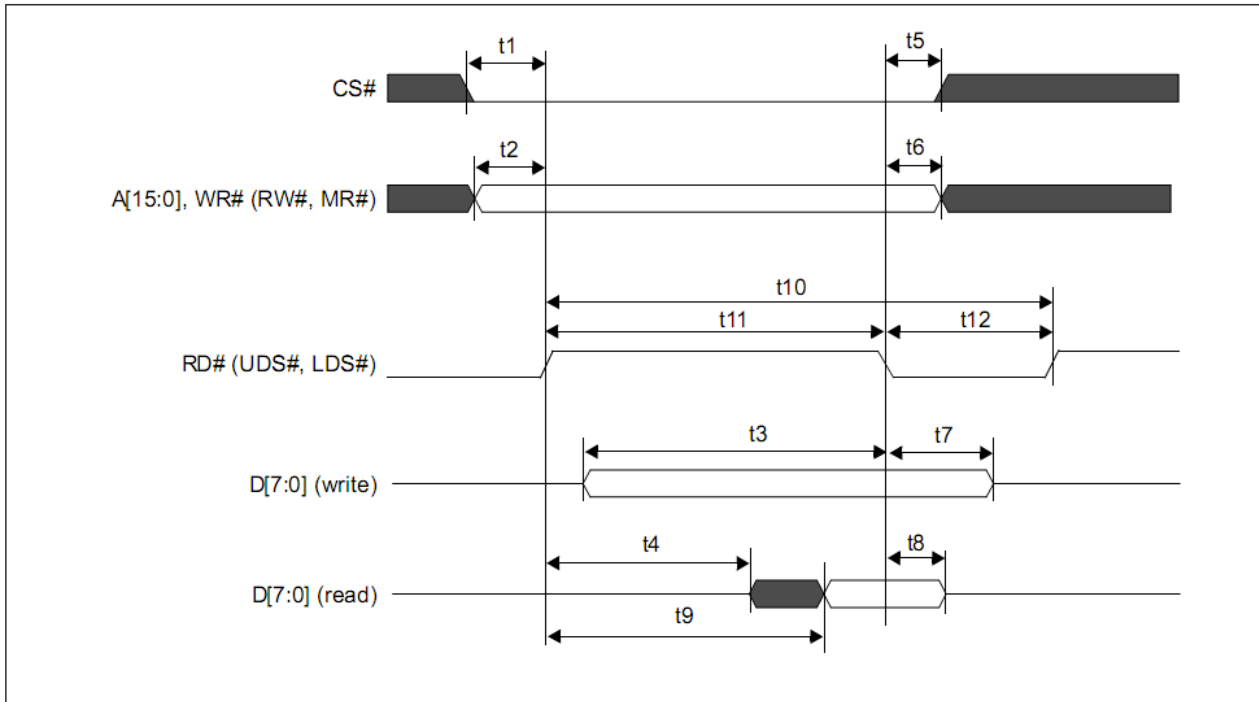 t1 t5
CS#
t2 t6
A[15:0], WR# (RW#, MR#)
t10
t11 t12
RD# (UDS#, LDS#)
t3 t7
D[7:0] (write)
t4 t8
D[7:0] (read)
t9